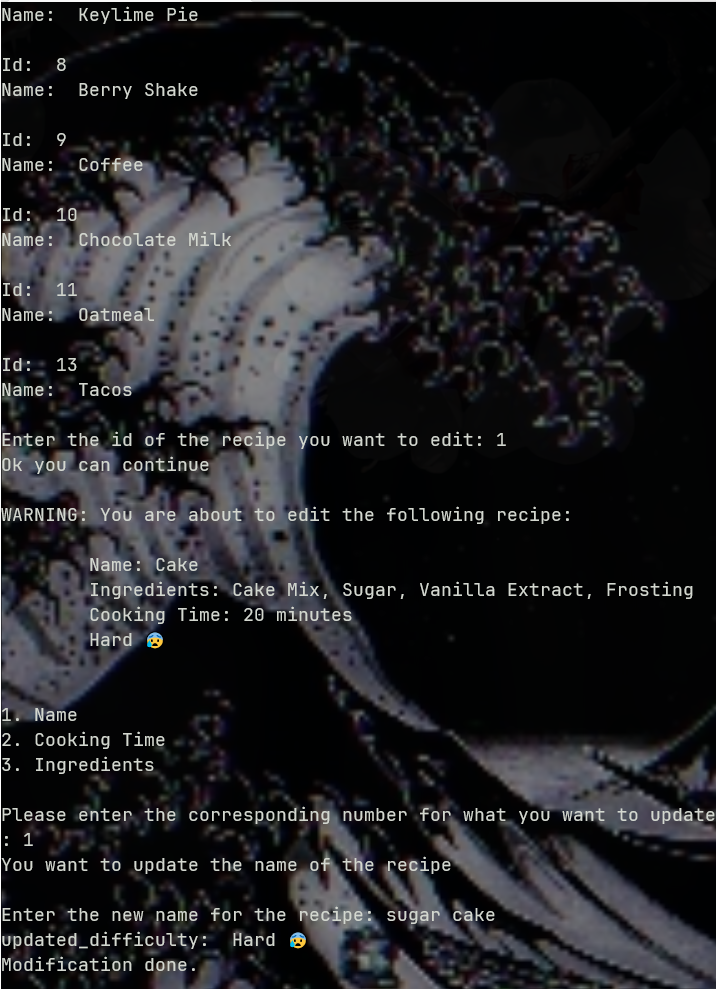 Name:  Keylime Pie
Id:  8
Name:  Berry Shake
Id:  9
Name:  Coffee
Id:  10
Name:  Chocolate Milk
Id:  11
Name:  Oatmeal
Id:  13
Name:  Tacos
Enter the id of the recipe you want to edit: 1
Ok you can continue
WARNING: You are about to edit the following recipe:
Name: Cake
Ingredients: Cake Mix, Sugar, Vanilla Extract, Frosting
Cooking Time: 20 minutes
Hard 😰
1. Name
2. Cooking Time
3. Ingredients
Please enter the corresponding number for what you want to update
: 1
You want to update the name of the recipe
Enter the new name for the recipe: sugar cake
updated_difficulty:  Hard 😰
Modification done.